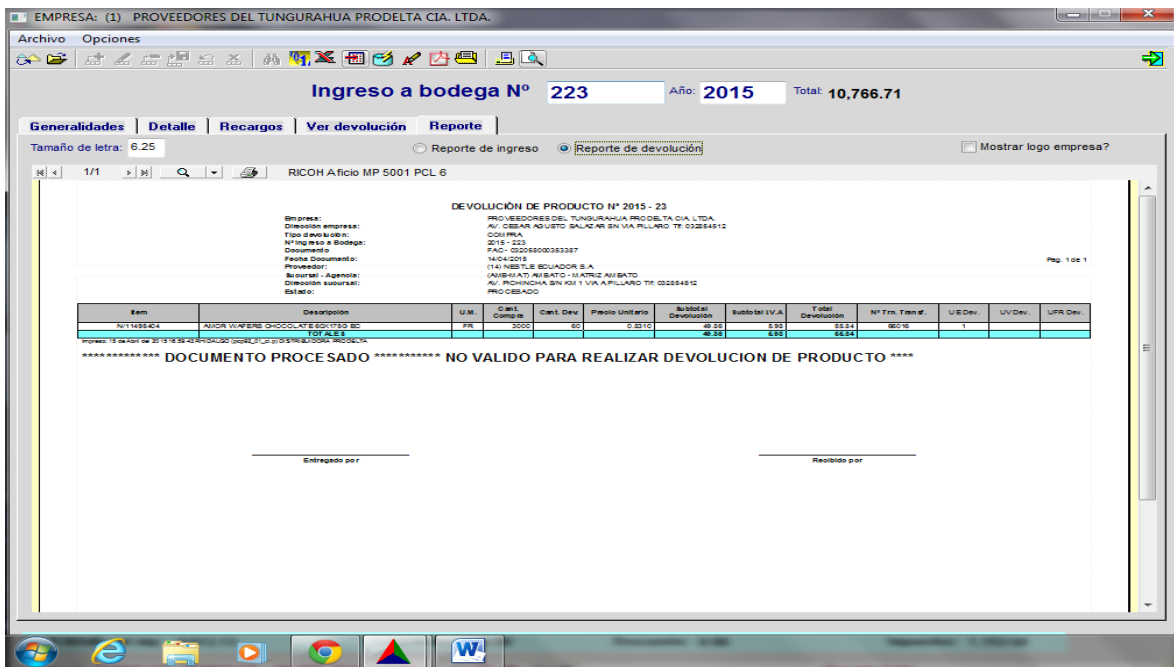 EMPRESA: (1) PROVEEDORES DEL TUNGURAHUA PRODELTA CIA. LTDA.
Archivo Opciones
Ingreso a bodega Nº 223 Año: 2015 Total: 10,766.71
Generalidades Detalle Recargos Ver devolución Reporte
Tamaño de letra: 6.25 Reporte de ingreso Reporte de devolución Mostrar logo empresa?
1/1 RICOH Aficio MP 5001 PCL 6
DEVOLUCIÓN DE PRODUCTO Nº 2015 - 23
Empresa: PROVEEDORES DEL TUNGURAHUA PRODELTA CIA. LTDA.
Dirección empresa: AV. CESAR AGUSTO SALAZAR SN VIA PILLARO Tlf: 032854512
Tipo devolución: COMPRA
Nº Ingreso a Bodega: 2015 - 223
Documento FAC - 032058000353387
Fecha Documento: 14/04/2015 Pag. 1 de 1
Proveedor: (14) NESTLE ECUADOR S.A.
Sucursal - Agencia: (AMB-MAT) AMBATO - MATRIZ AMBATO
Dirección sucursal: AV. PICHINCHA S/N KM 1 VIA A PILLARO Tlf: 032854512
Estado: PROCESADO
Item Descripción U.M. Cant. Compra Cant. Dev. Precio Unitario Subtotal Devolución Subtotal I.V.A Total Devolución Nº Trn. Transf. UE Dev. UV Dev. UFR Dev.
N/11495404 AMOR WAFERS CHOCOLATE 60X175G EC FR 3000 60 0.8310 49.86 5.98 55.84 66016 1
TOTALES 49.86 5.98 55.84
************* DOCUMENTO PROCESADO *********** NO VALIDO PARA REALIZAR DEVOLUCION DE PRODUCTO ****
Entregado por Recibido por